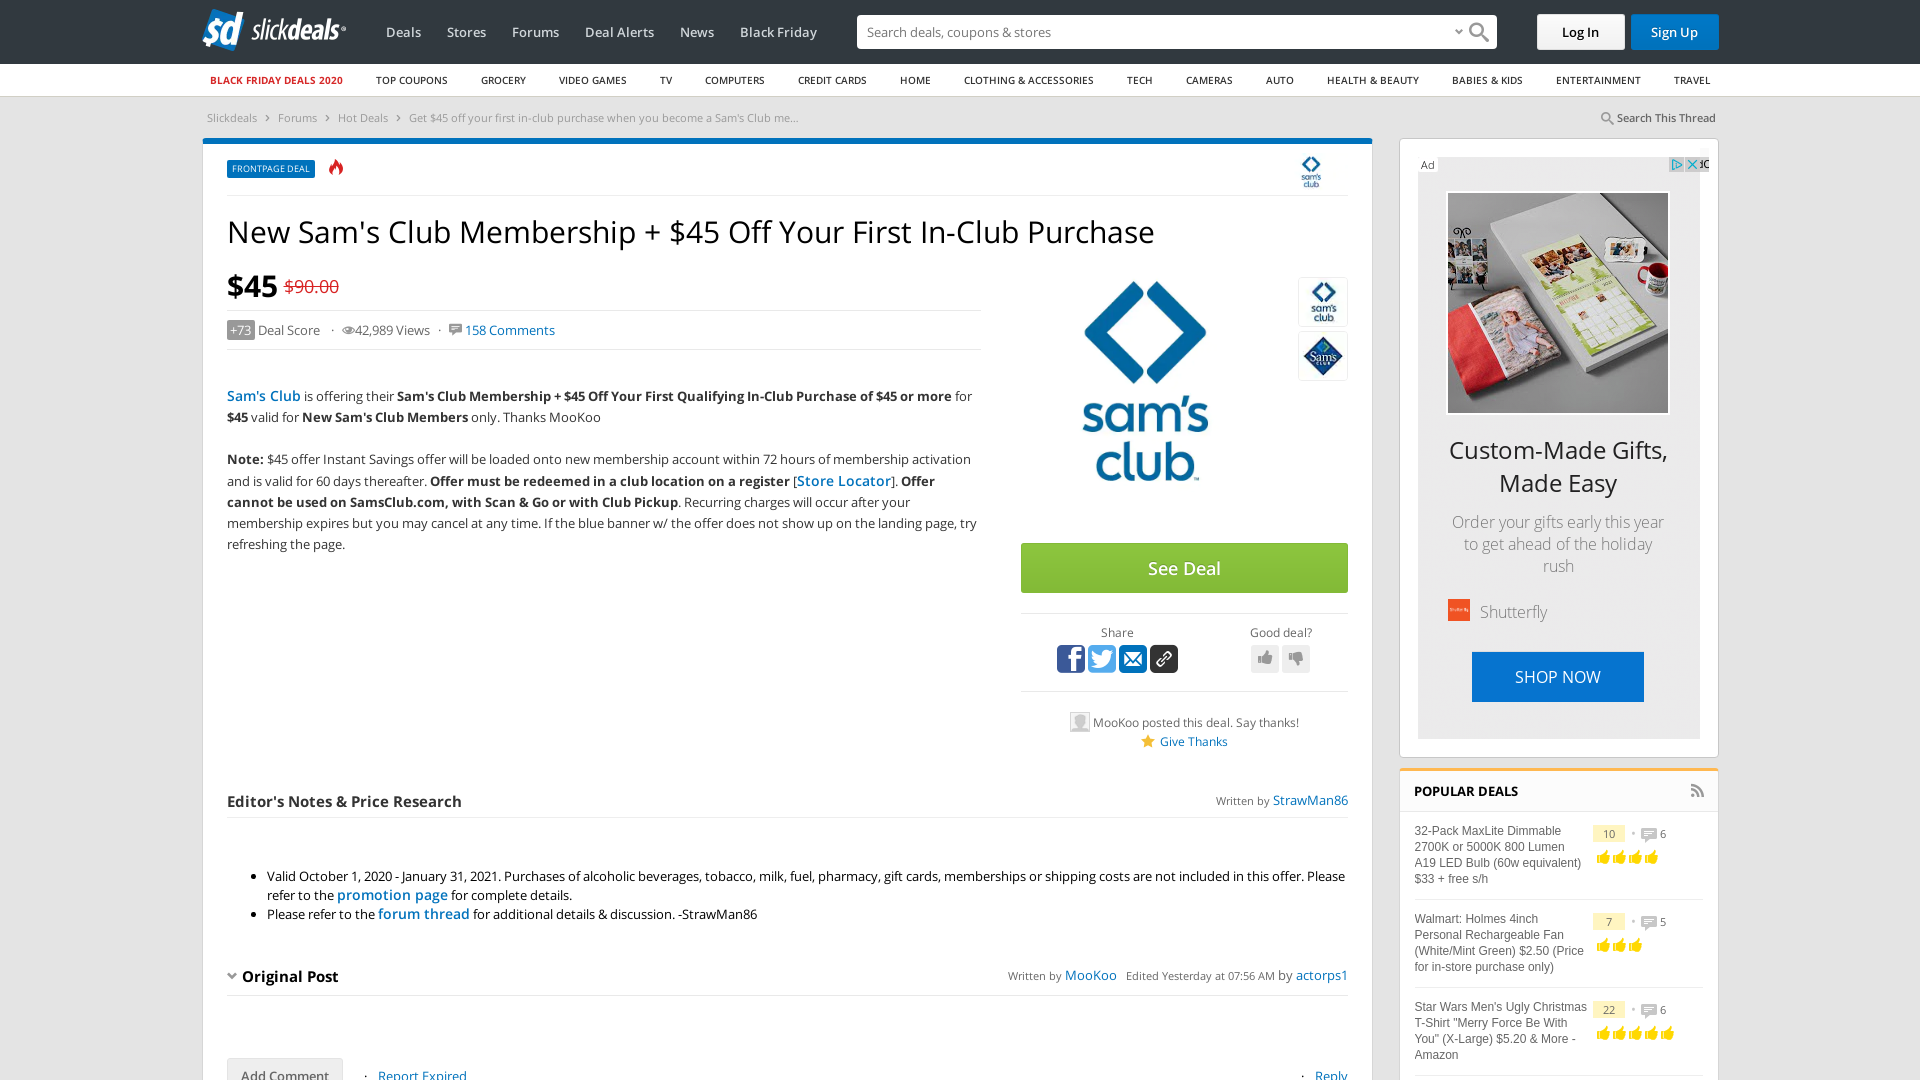 sd slickdeals
Deals
Stores
Forums
Deal Alerts
News
Black Friday
Search deals, coupons & stores
Log In
Sign Up
BLACK FRIDAY DEALS 2020
TOP COUPONS
GROCERY
VIDEO GAMES
TV
COMPUTERS
CREDIT CARDS
HOME
CLOTHING & ACCESSORIES
TECH
CAMERAS
AUTO
HEALTH & BEAUTY
BABIES & KIDS
ENTERTAINMENT
TRAVEL
Slickdeals › Forums › Hot Deals › Get $45 off your first in-club purchase when you become a Sam's Club me...
Search This Thread
FRONTPAGE DEAL
sam's
club
New Sam's Club Membership + $45 Off Your First In-Club Purchase
$45 $90.00
+73 Deal Score · 42,989 Views · 158 Comments
Sam's Club is offering their Sam's Club Membership + $45 Off Your First Qualifying In-Club Purchase of $45 or more for
$45 valid for New Sam's Club Members only. Thanks MooKoo
Note: $45 offer Instant Savings offer will be loaded onto new membership account within 72 hours of membership activation
and is valid for 60 days thereafter. Offer must be redeemed in a club location on a register [Store Locator]. Offer
cannot be used on SamsClub.com, with Scan & Go or with Club Pickup. Recurring charges will occur after your
membership expires but you may cancel at any time. If the blue banner w/ the offer does not show up on the landing page, try
refreshing the page.
sam's
club™
sam's
club
Sam's
See Deal
Share
Good deal?
MooKoo posted this deal. Say thanks!
Give Thanks
Editor's Notes & Price Research
Written by StrawMan86
• Valid October 1, 2020 - January 31, 2021. Purchases of alcoholic beverages, tobacco, milk, fuel, pharmacy, gift cards, memberships or shipping costs are not included in this offer. Please
refer to the promotion page for complete details.
• Please refer to the forum thread for additional details & discussion. -StrawMan86
Original Post
Written by MooKoo Edited Yesterday at 07:56 AM by actorps1
Add Comment
· Report Expired
· Reply
Ad
Custom-Made Gifts,
Made Easy
Order your gifts early this year
to get ahead of the holiday
rush
Shutterfly
SHOP NOW
POPULAR DEALS
32-Pack MaxLite Dimmable
2700K or 5000K 800 Lumen
A19 LED Bulb (60w equivalent)
$33 + free s/h
10 • 6
Walmart: Holmes 4inch
Personal Rechargeable Fan
(White/Mint Green) $2.50 (Price
for in-store purchase only)
7 • 5
Star Wars Men's Ugly Christmas
T-Shirt "Merry Force Be With
You" (X-Large) $5.20 & More -
Amazon
22 • 6